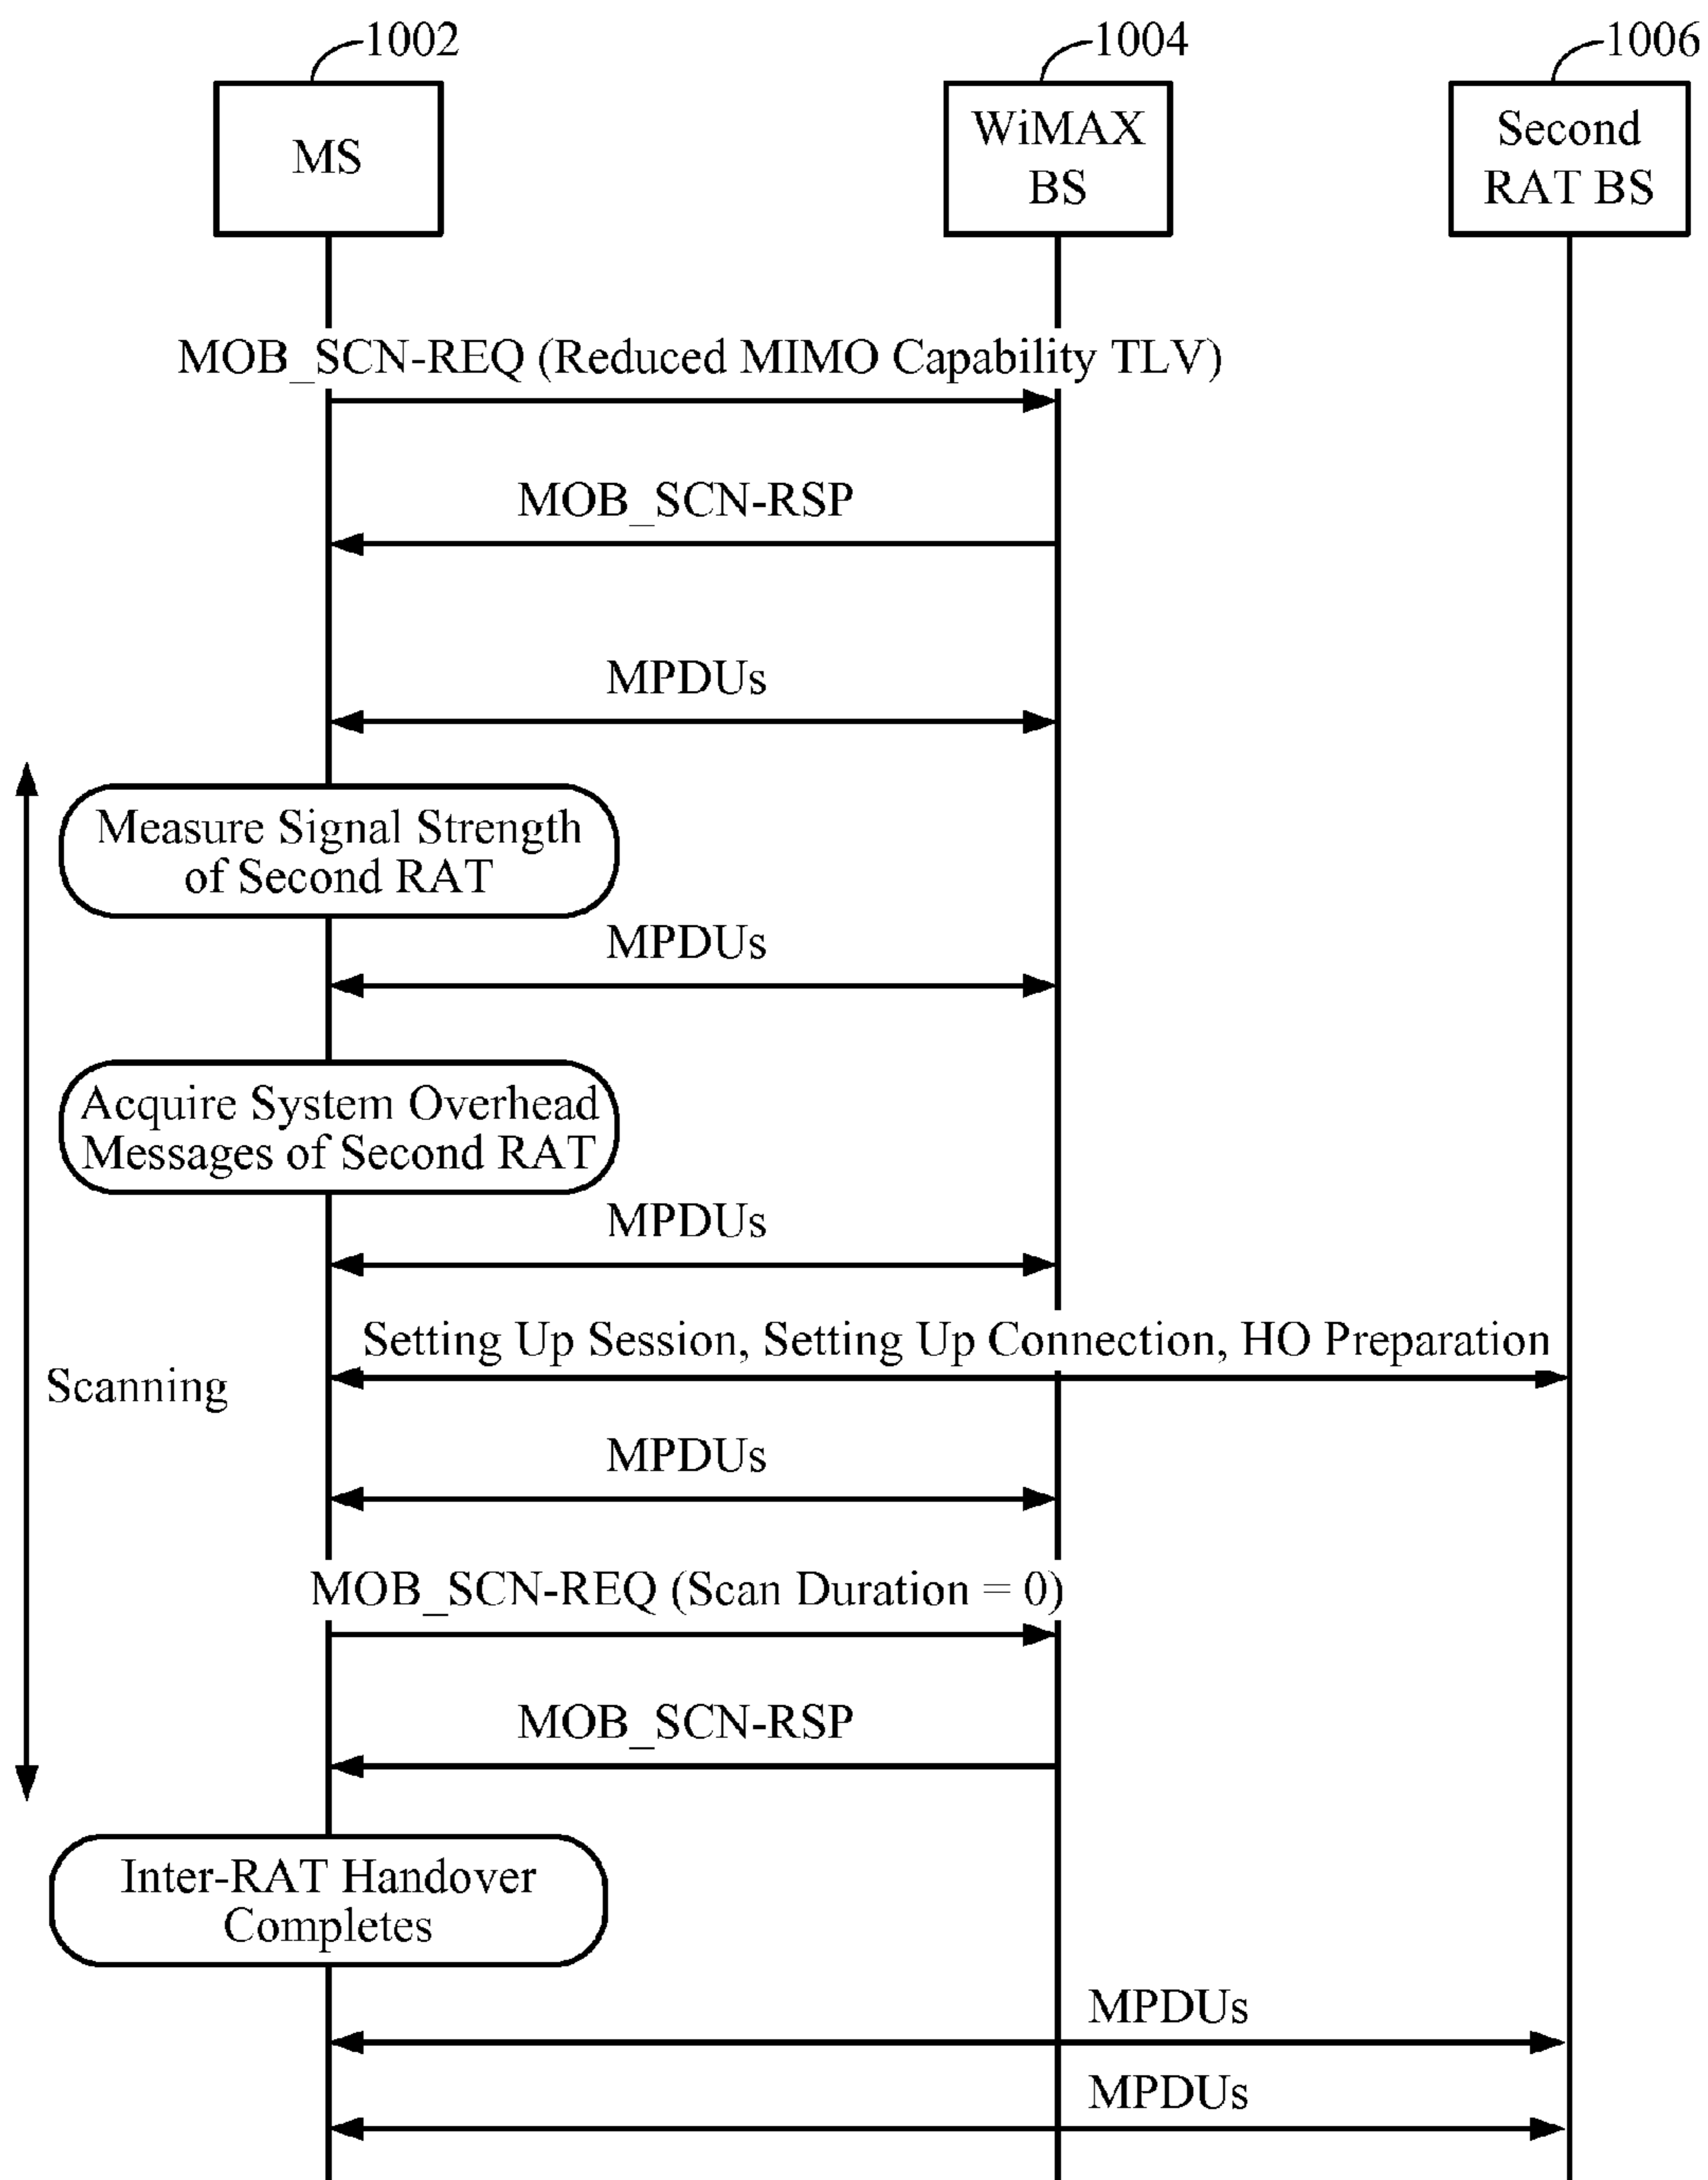 1002
1004
1006
MS
WiMAX
BS
Second
RAT BS
MOB_SCN-REQ (Reduced MIMO Capability TLV)
MOB_SCN-RSP
MPDUs
Measure Signal Strength
of Second RAT
MPDUs
Acquire System Overhead
Messages of Second RAT
MPDUs
Setting Up Session, Setting Up Connection, HO Preparation
Scanning
MPDUs
MOB_SCN-REQ (Scan Duration = 0)
MOB_SCN-RSP
Inter-RAT Handover
Completes
MPDUs
MPDUs